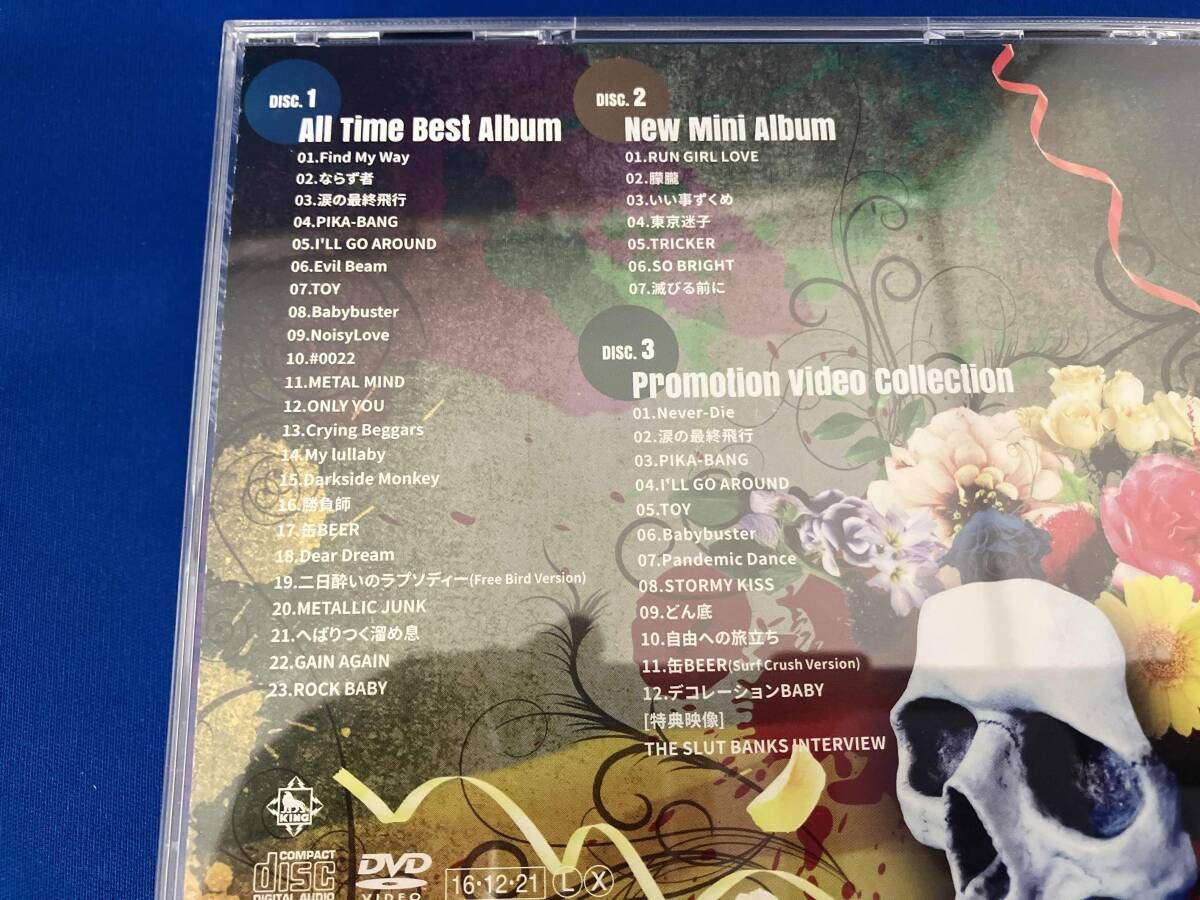 DISC. 1
All Time Best Album
01.Find My Way
02.ならず者
03.涙の最終飛行
04.PIKA-BANG
05.I'LL GO AROUND
06.Evil Beam
07.TOY
08.Babybuster
09.NoisyLove
10.#0022
11.METAL MIND
12.ONLY YOU
13.Crying Beggars
14.My lullaby
15.Darkside Monkey
16.勝負師
17.缶BEER
18.Dear Dream
19.二日酔いのラプソディー(Free Bird Version)
20.METALLIC JUNK
21.へばりつく溜め息
22.GAIN AGAIN
23.ROCK BABY
DISC. 2
New Mini Album
01.RUN GIRL LOVE
02.朦朧
03.いい事ずくめ
04.東京迷子
05.TRICKER
06.SO BRIGHT
07.滅びる前に
DISC. 3
Promotion Video Collection
01.Never-Die
02.涙の最終飛行
03.PIKA-BANG
04.I'LL GO AROUND
05.TOY
06.Babybuster
07.Pandemic Dance
08.STORMY KISS
09.どん底
10.自由への旅立ち
11.缶BEER(Surf Crush Version)
12.デコレーションBABY
[特典映像]
THE SLUT BANKS INTERVIEW
KING
COMPACT
disc
DIGITAL AUDIO
DVD
VIDEO
16・12・21 L X